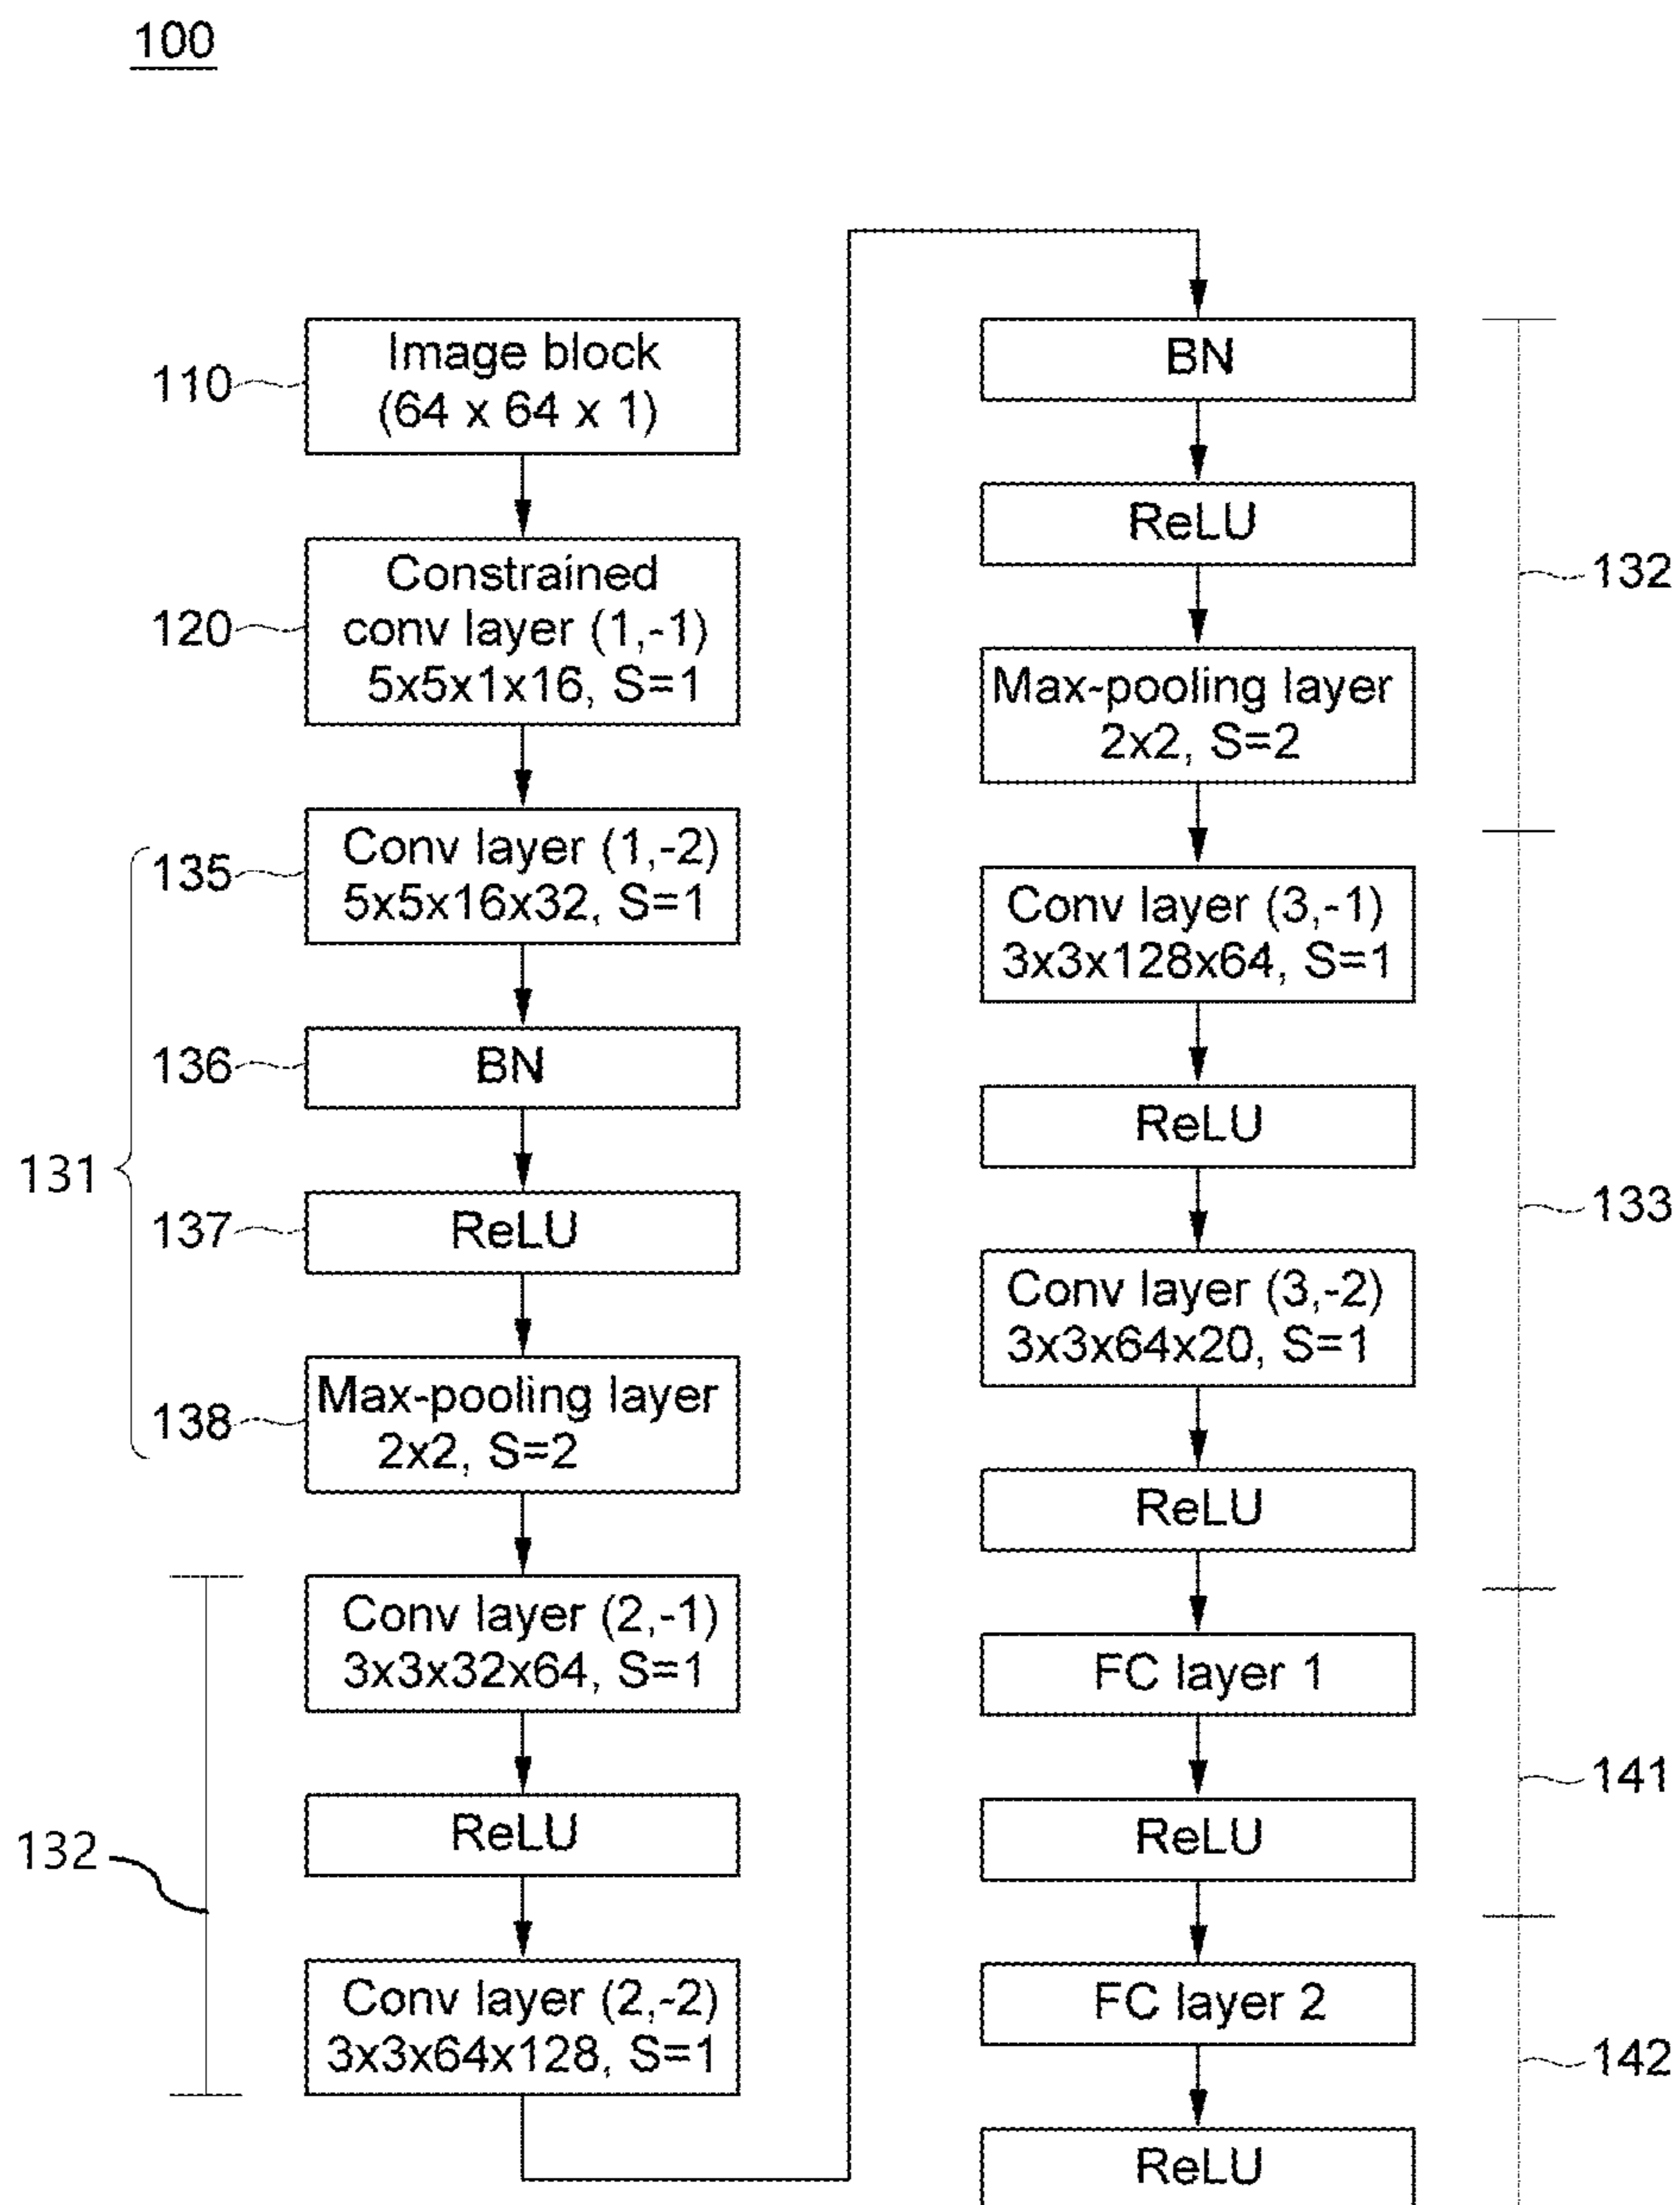 100
110
Image block
(64 x 64 x 1)
120
Constrained
conv layer (1,-1)
5x5x1x16, S=1
131
135
Conv layer (1,-2)
5x5x16x32, S=1
136
BN
137
ReLU
138
Max-pooling layer
2x2, S=2
132
Conv layer (2,-1)
3x3x32x64, S=1
ReLU
Conv layer (2,-2)
3x3x64x128, S=1
BN
ReLU
132
Max-pooling layer
2x2, S=2
Conv layer (3,-1)
3x3x128x64, S=1
ReLU
133
Conv layer (3,-2)
3x3x64x20, S=1
ReLU
FC layer 1
141
ReLU
FC layer 2
142
ReLU